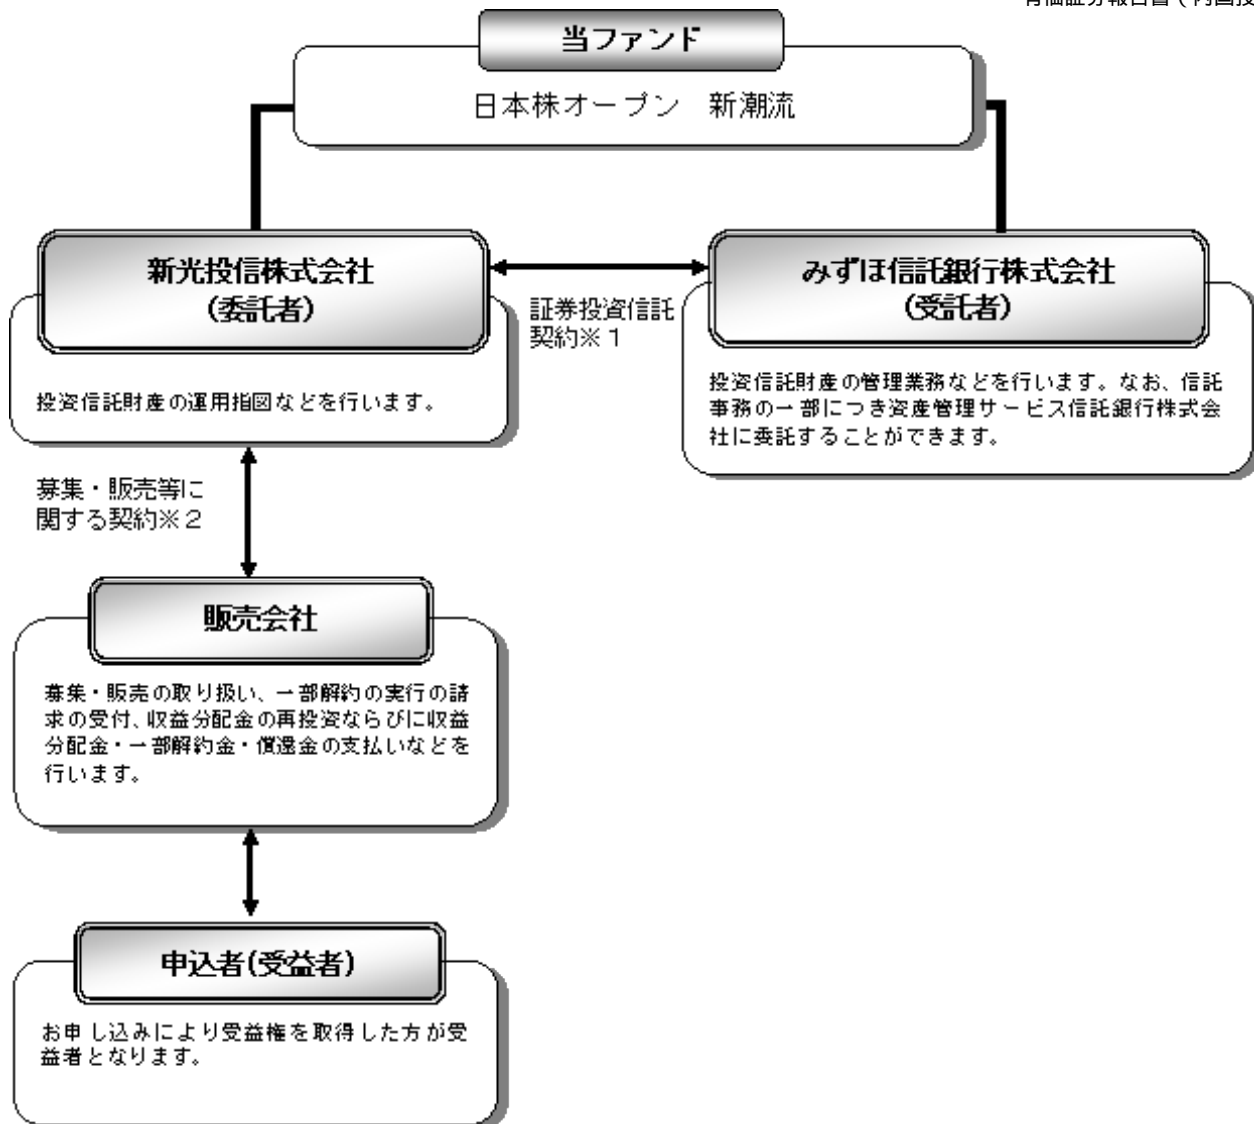 当ファンド
日本株オープン 新潮流
新光投信株式会社
(委託者)
投資信託財産の運用指図などを行います。
証券投資信託
契約※1
みずほ信託銀行株式会社
(受託者)
投資信託財産の管理業務などを行います。なお、信託
事務の一部につき資産管理サービス信託銀行株式会
社に委託することができます。
募集・販売等に
関する契約※2
販売会社
募集・販売の取り扱い、一部解約の実行の請
求の受付、収益分配金の再投資ならびに収益
分配金・一部解約金・償還金の支払いなどを
行います。
申込者(受益者)
お申し込みにより受益権を取得した方が受
益者となります。